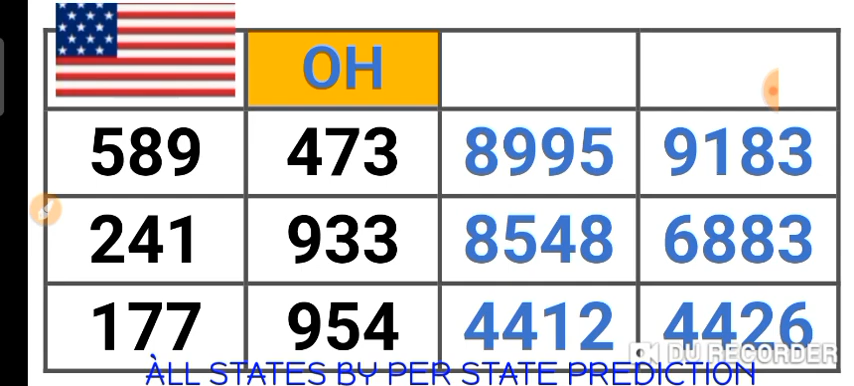 OH
589 473 8995 9183
241 933 8548 6883
177 954 4412 4426
DU RECORDER
ÀLL STATES BY PER STATE PREDICTION